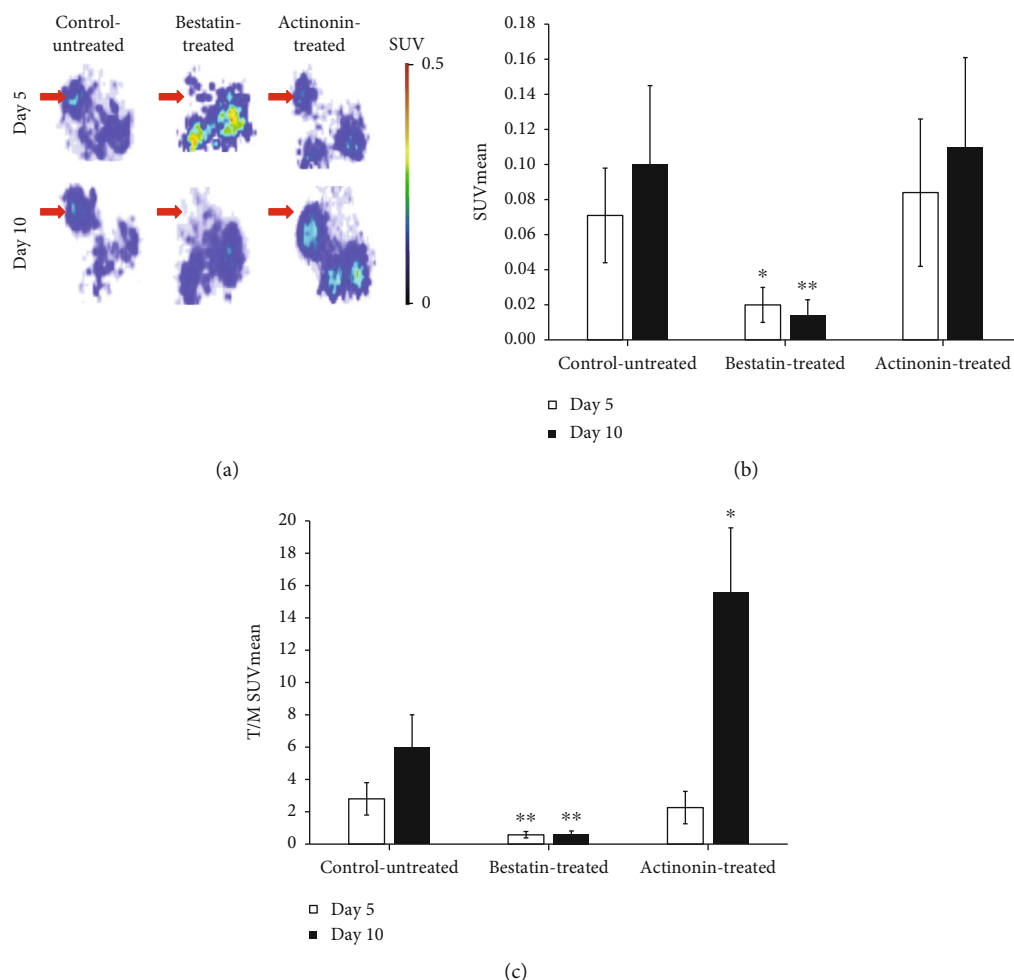 Control-
untreated
Bestatin-
treated
Actinonin-
treated
SUV
0.5
0
Day 5
Day 10
(a)
0.18
0.16
0.14
0.12
0.10
0.08
0.06
0.04
0.02
0.00
SUVmean
*
**
Control-untreated
Bestatin-treated
Actinonin-treated
Day 5
Day 10
(b)
20
18
16
14
12
10
8
6
4
2
0
T/M SUVmean
**
**
*
Control-untreated
Bestatin-treated
Actinonin-treated
Day 5
Day 10
(c)